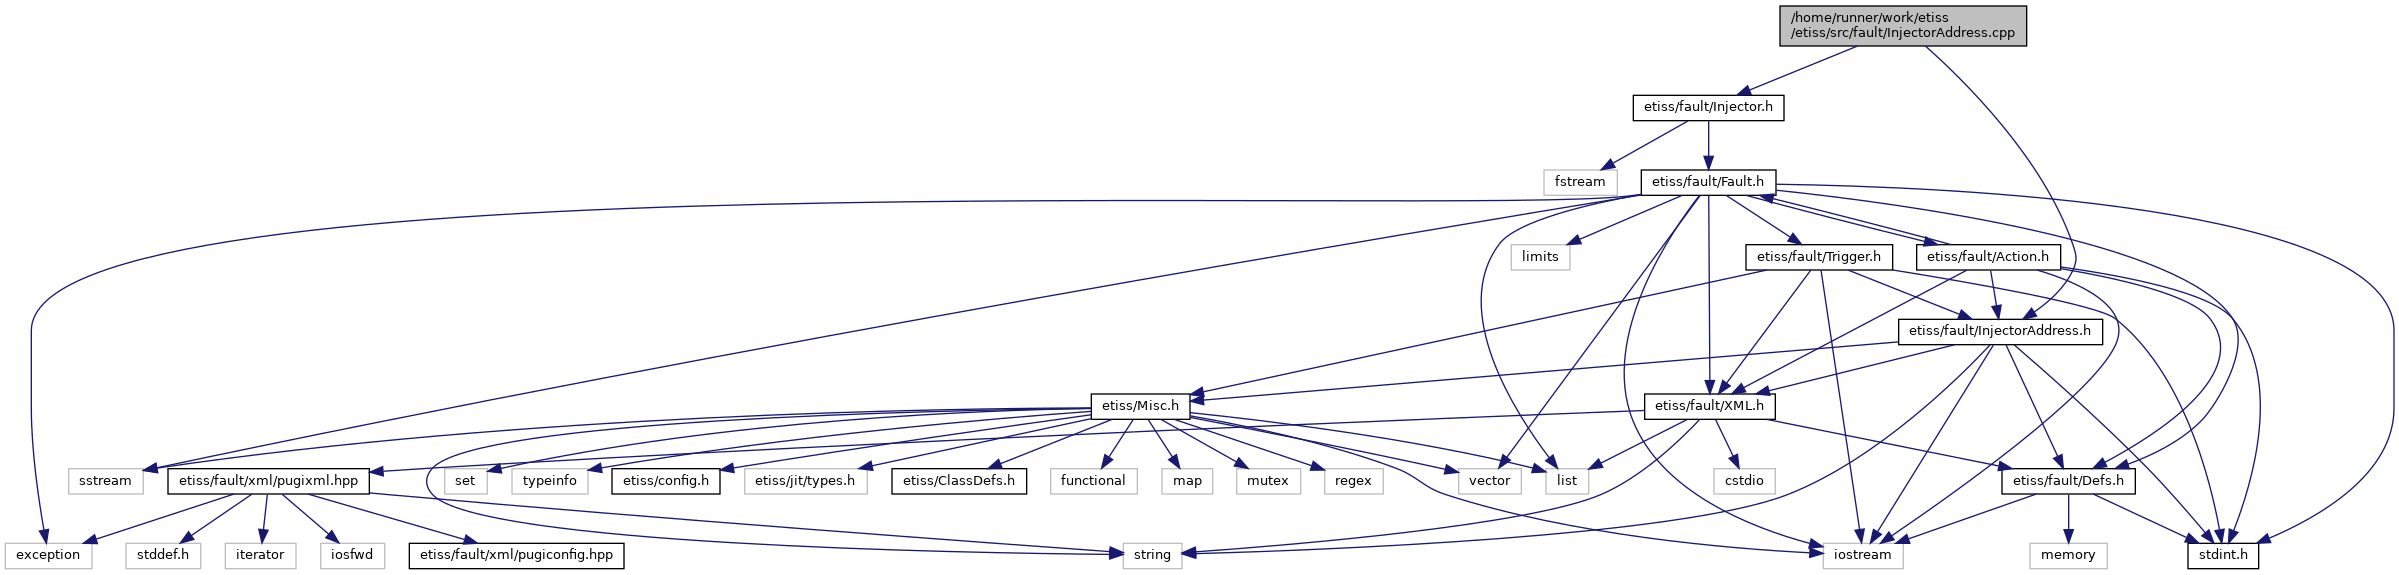 /home/runner/work/etiss
/etiss/src/fault/InjectorAddress.cpp
etiss/fault/Injector.h
fstream
etiss/fault/Fault.h
limits
etiss/fault/Trigger.h
etiss/fault/Action.h
etiss/fault/InjectorAddress.h
etiss/Misc.h
etiss/fault/XML.h
sstream
etiss/fault/xml/pugixml.hpp
set
typeinfo
etiss/config.h
etiss/jit/types.h
etiss/ClassDefs.h
functional
map
mutex
regex
vector
list
cstdio
etiss/fault/Defs.h
exception
stddef.h
iterator
iosfwd
etiss/fault/xml/pugiconfig.hpp
string
iostream
memory
stdint.h